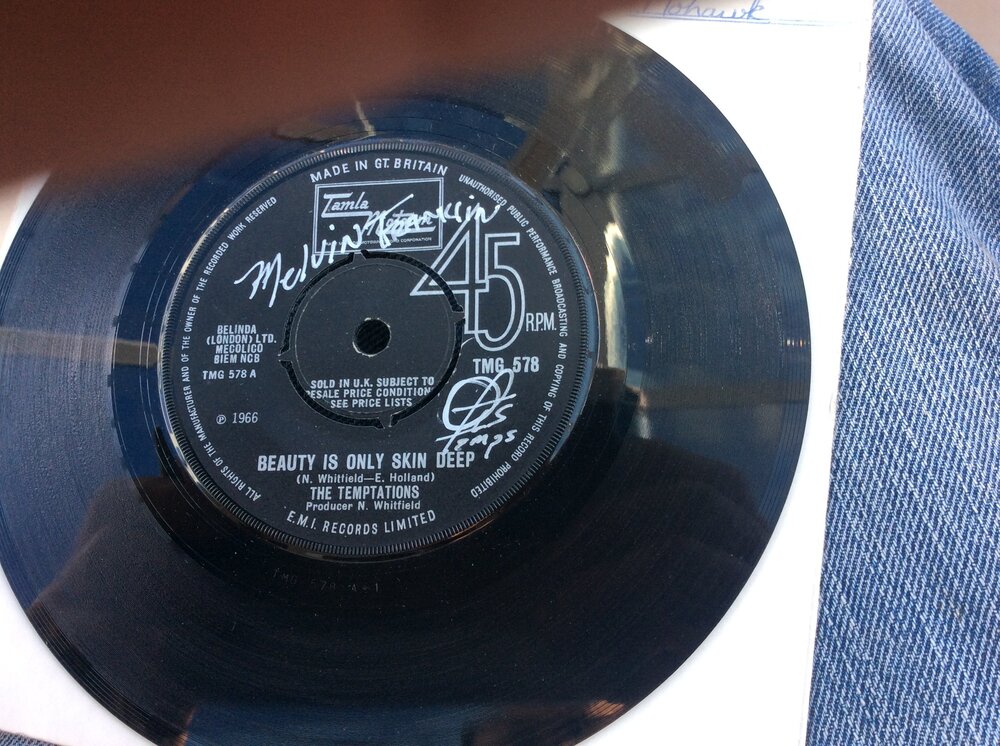 Mohawk
MADE IN GT. BRITAIN
UNAUTHORISED PUBLIC PERFORMANCE BROADCASTING AND COPYING OF THIS RECORD PROHIBITED
ALL RIGHTS OF THE MANUFACTURER AND OF THE OWNER OF THE RECORDED WORK RESERVED
Tamla
Motown
CORPORATION
Melvin Franklin
45
R.P.M.
BELINDA
(LONDON) LTD.
MECOLICO
BIEM NCB
TMG 578 A
TMG 578
SOLD IN U.K. SUBJECT TO
RESALE PRICE CONDITION
SEE PRICE LISTS
℗ 1966
Temps
BEAUTY IS ONLY SKIN DEEP
(N. Whitfield—E. Holland)
THE TEMPTATIONS
Producer N. Whitfield
E.M.I. RECORDS LIMITED